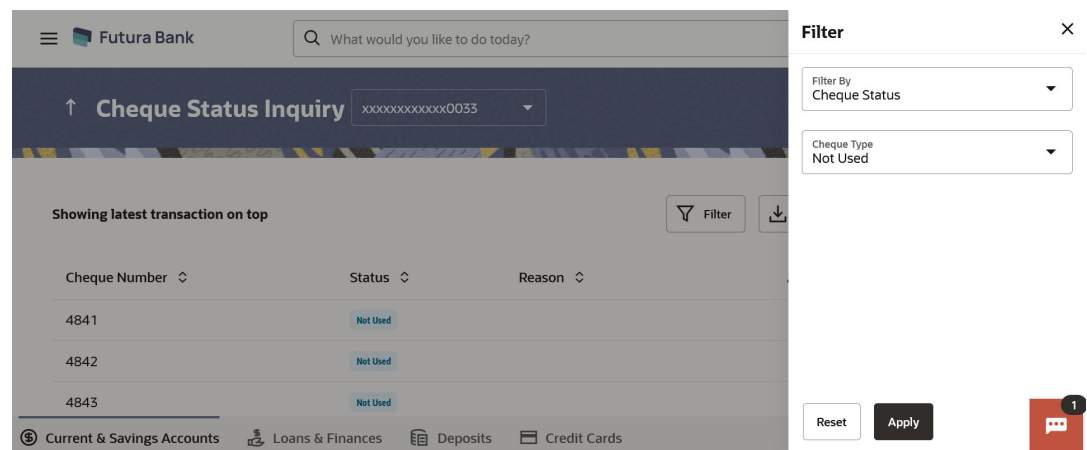 Futura Bank
What would you like to do today?
Cheque Status Inquiry
xxxxxxxxxxxx0033
Showing latest transaction on top
Filter
Cheque Number
Status
Reason
4841
Not Used
4842
Not Used
4843
Not Used
Current & Savings Accounts
Loans & Finances
Deposits
Credit Cards
Filter
Filter By
Cheque Status
Cheque Type
Not Used
Reset
Apply
1